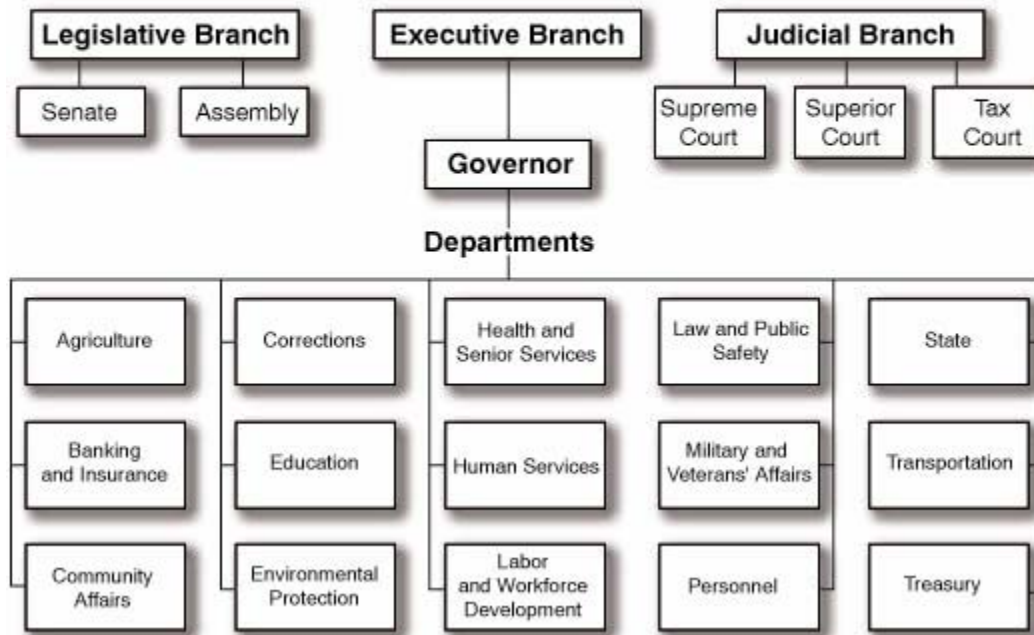 Legislative Branch
Executive Branch
Judicial Branch
Senate
Assembly
Supreme
Court
Superior
Court
Tax
Court
Governor
Departments
Agriculture
Corrections
Health and
Senior Services
Law and Public
Safety
State
Banking
and Insurance
Education
Human Services
Military and
Veterans' Affairs
Transportation
Community
Affairs
Environmental
Protection
Labor
and Workforce
Development
Personnel
Treasury